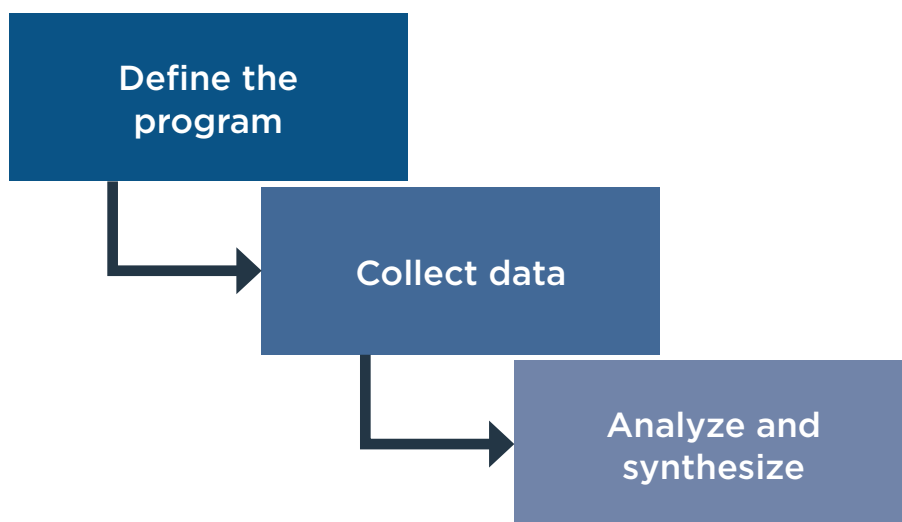 Define the
program
Collect data
Analyze and
synthesize